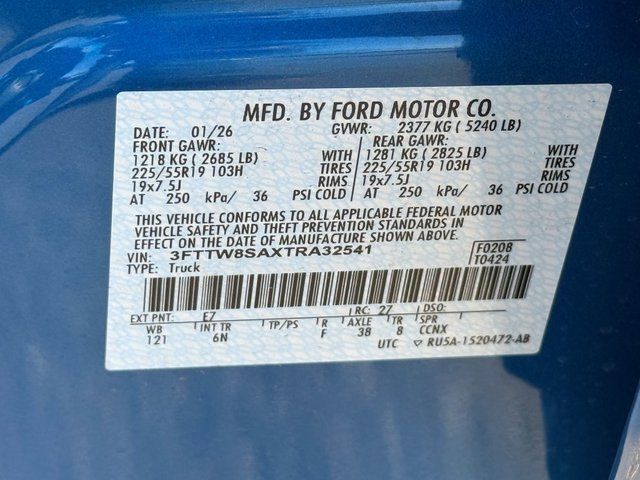 MFD. BY FORD MOTOR CO.
DATE: 01/26 GVWR: 2377 KG ( 5240 LB)
FRONT GAWR: REAR GAWR:
1218 KG ( 2685 LB) WITH 1281 KG ( 2825 LB) WITH
225/55R19 103H TIRES 225/55R19 103H TIRES
19x7.5J RIMS 19x7.5J RIMS
AT 250 kPa/ 36 PSI COLD AT 250 kPa/ 36 PSI COLD
THIS VEHICLE CONFORMS TO ALL APPLICABLE FEDERAL MOTOR
VEHICLE SAFETY AND THEFT PREVENTION STANDARDS IN
EFFECT ON THE DATE OF MANUFACTURE SHOWN ABOVE.
VIN: 3FTTW8SAXTRA32541 F0208
TYPE: Truck T0424
EXT PNT: E7 RC: 27 DSO:
WB INT TR TP/PS R AXLE TR SPR
121 6N F 38 8 CCNX
UTC ▽ RU5A-1520472-AB